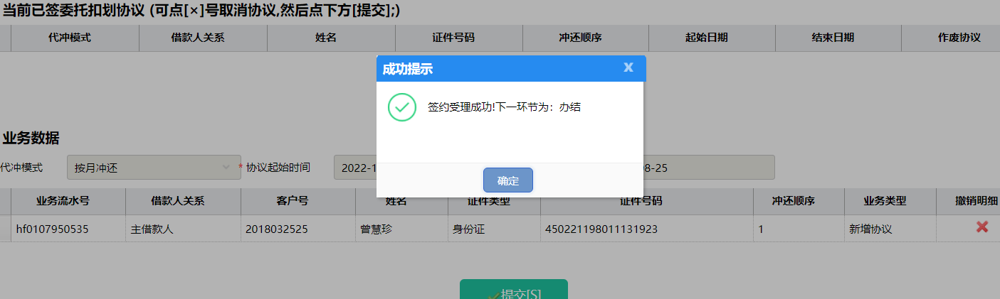 当前已签委托扣划协议 (可点[×]号取消协议,然后点下方[提交];)
代冲模式 借款人关系 姓名 证件号码 冲还顺序 起始日期 结束日期 作废协议
成功提示 x
签约受理成功!下一环节为：办结
业务数据
代冲模式 按月冲还 * 协议起始时间 2022-1 8-25
确定
业务流水号 借款人关系 客户号 姓名 证件类型 证件号码 冲还顺序 业务类型 撤销明细
hf0107950535 主借款人 2018032525 曾慧珍 身份证 450221198011131923 1 新增协议
提交[S]